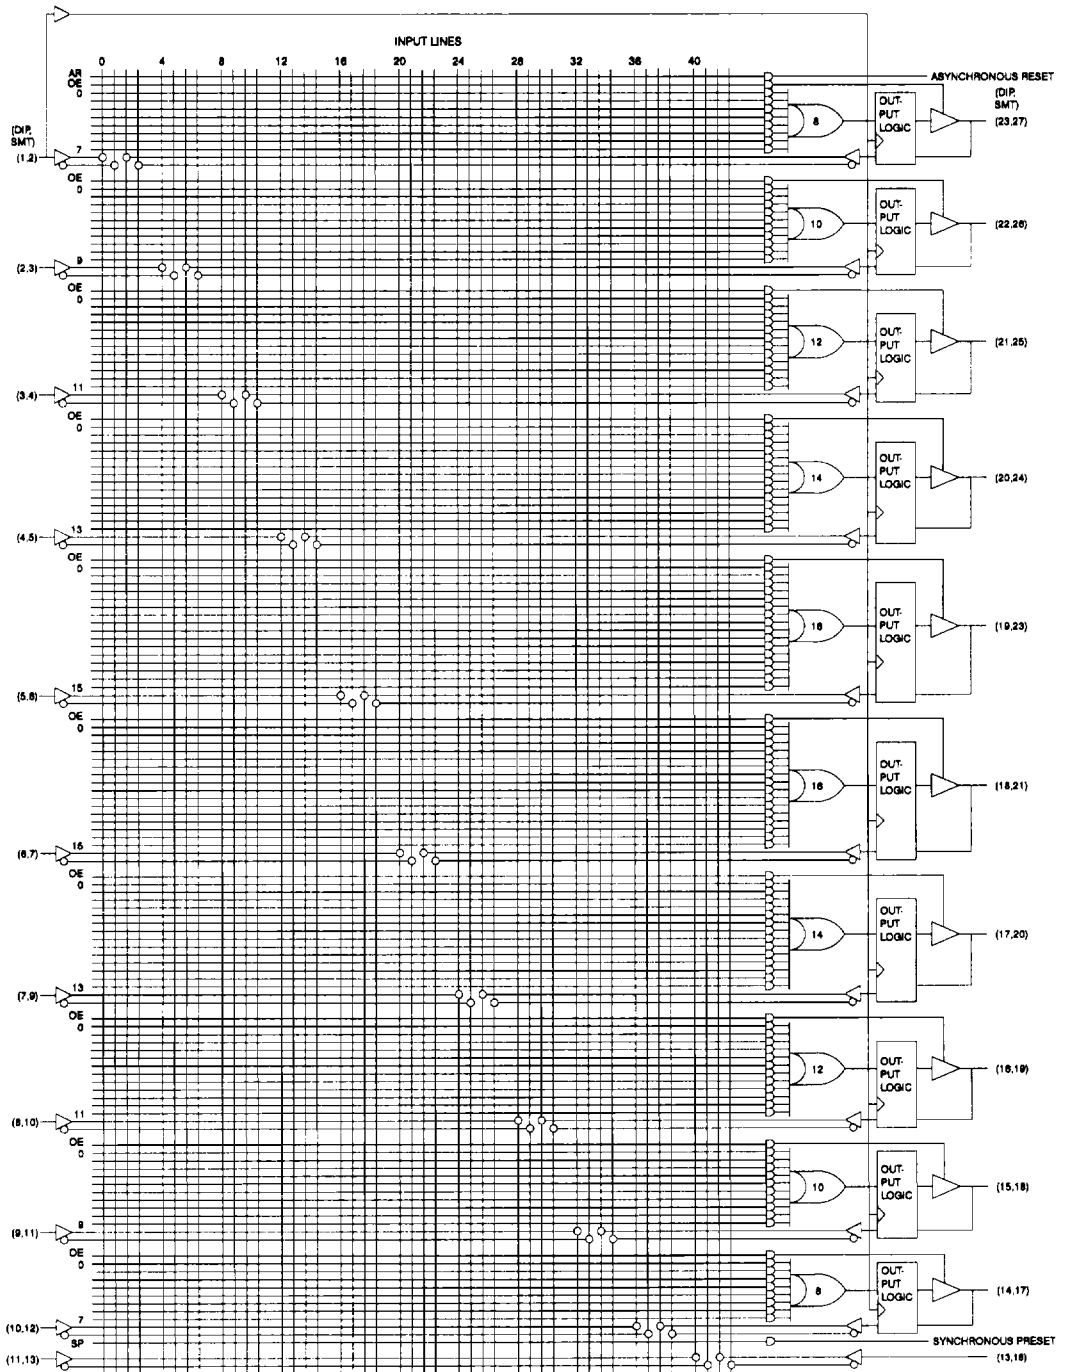 INPUT LINES
0 4 8 12 16 20 24 28 32 36 40
AR
OE
0
ASYNCHRONOUS RESET
(DIP, SMT)
(DIP, SMT)
8
OUT-PUT LOGIC
(23,27)
(1,2)
7
OE
0
10
OUT-PUT LOGIC
(22,26)
(2,3)
9
OE
0
12
OUT-PUT LOGIC
(21,25)
(3,4)
11
OE
0
14
OUT-PUT LOGIC
(20,24)
(4,5)
13
OE
0
16
OUT-PUT LOGIC
(19,23)
(5,6)
15
OE
0
16
OUT-PUT LOGIC
(18,21)
(6,7)
15
OE
0
14
OUT-PUT LOGIC
(17,20)
(7,9)
13
OE
0
12
OUT-PUT LOGIC
(16,19)
(8,10)
11
OE
0
10
OUT-PUT LOGIC
(15,18)
(9,11)
9
OE
0
8
OUT-PUT LOGIC
(14,17)
(10,12)
7
SP
SYNCHRONOUS PRESET
(11,13)
(13,16)